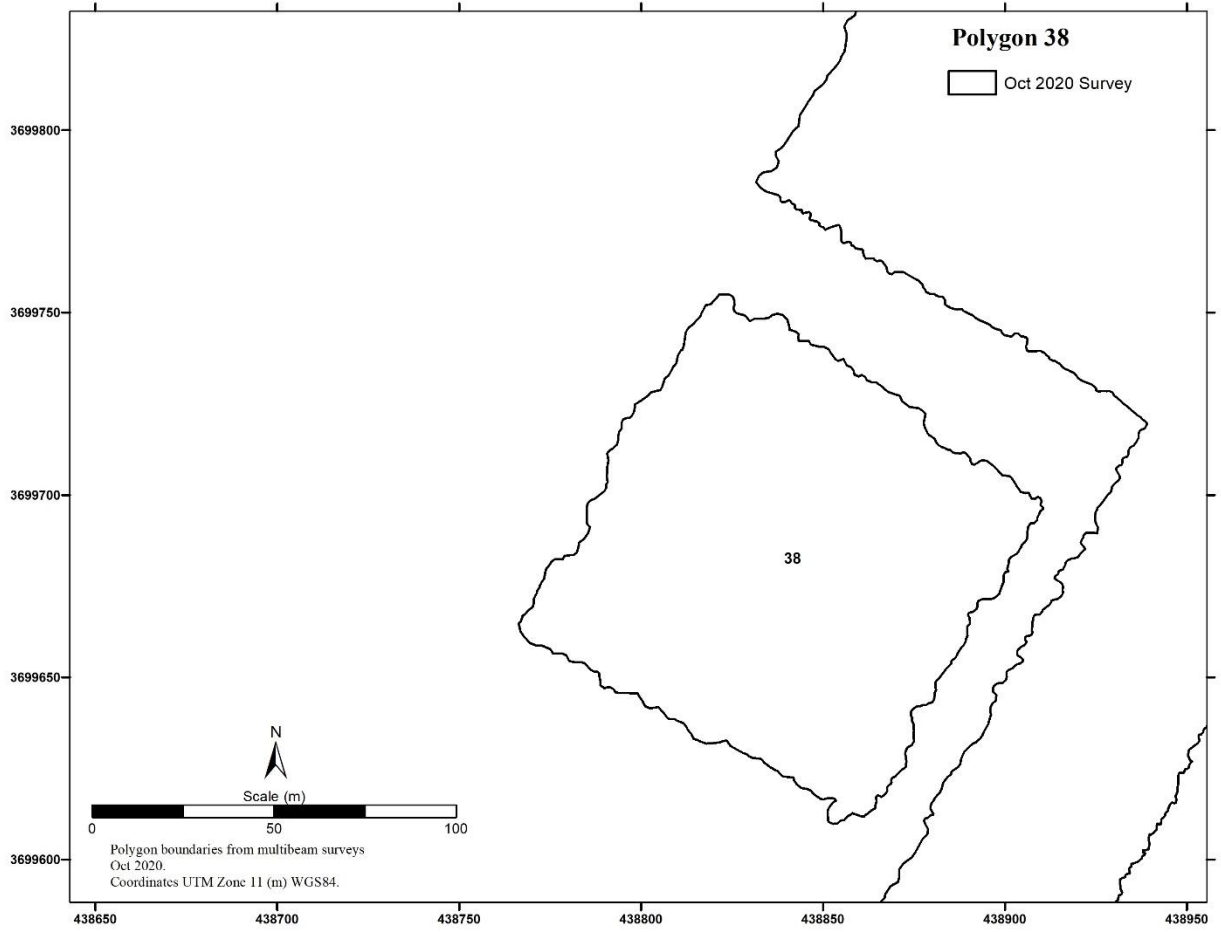 Polygon 38
Oct 2020 Survey
3699800
3699750
3699700
3699650
3699600
38
N
Scale (m)
0 50 100
Polygon boundaries from multibeam surveys
Oct 2020.
Coordinates UTM Zone 11 (m) WGS84.
438650 438700 438750 438800 438850 438900 438950